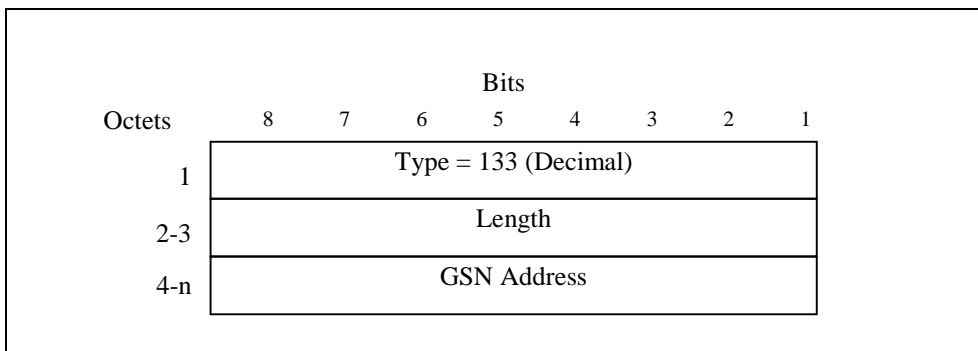 Bits
Octets 8 7 6 5 4 3 2 1
1 Type = 133 (Decimal)
2-3 Length
4-n GSN Address